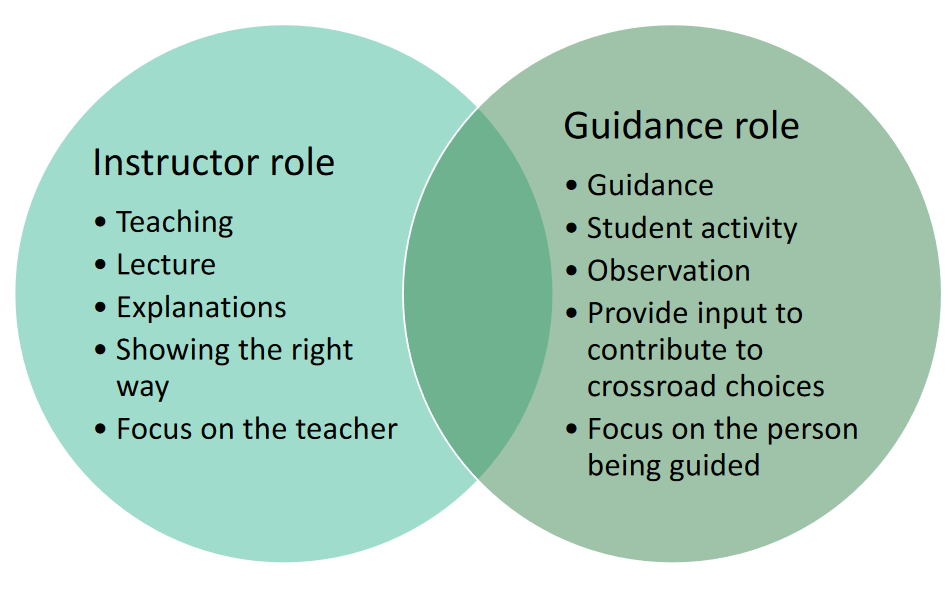 Instructor role
• Teaching
• Lecture
• Explanations
• Showing the right
way
• Focus on the teacher
Guidance role
• Guidance
• Student activity
• Observation
• Provide input to
contribute to
crossroad choices
• Focus on the person
being guided